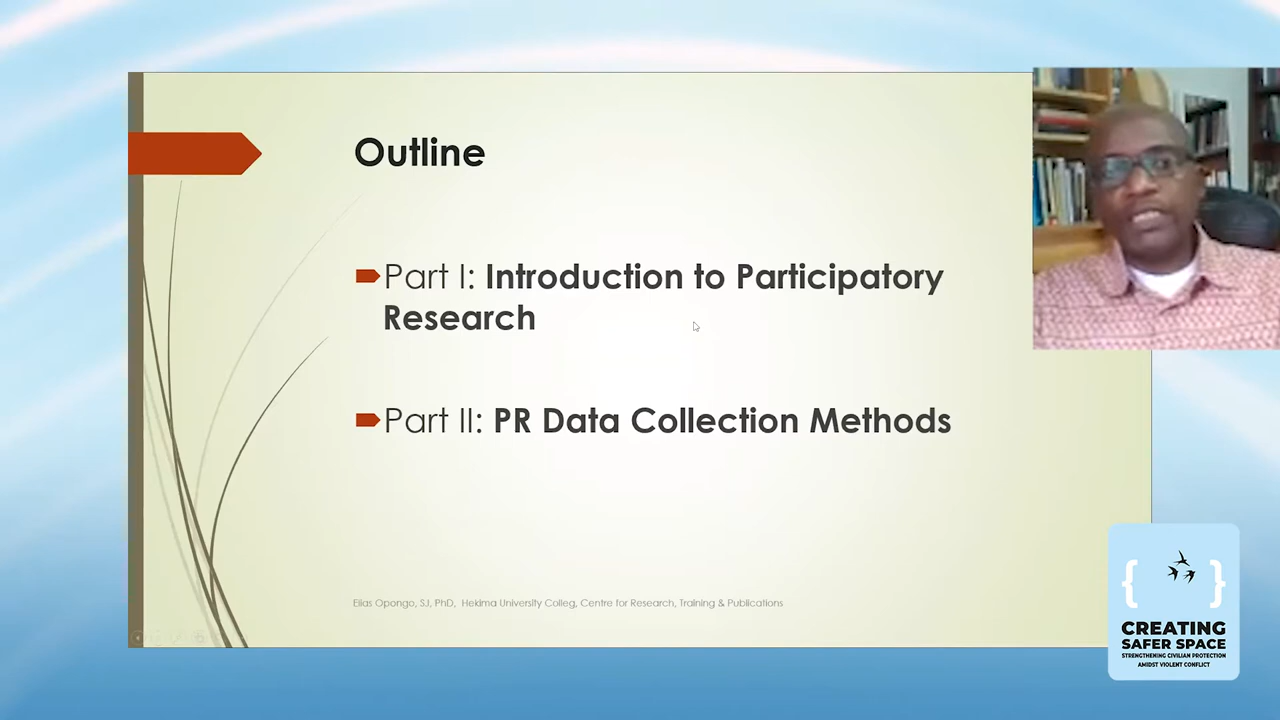 Outline
Part I: Introduction to Participatory
Research
Part II: PR Data Collection Methods
Elias Opongo, SJ, PhD, Hekima University Colleg, Centre for Research, Training & Publications
{ }
CREATING
SAFER SPACE
STRENGTHENING CIVILIAN PROTECTION
AMIDST VIOLENT CONFLICT